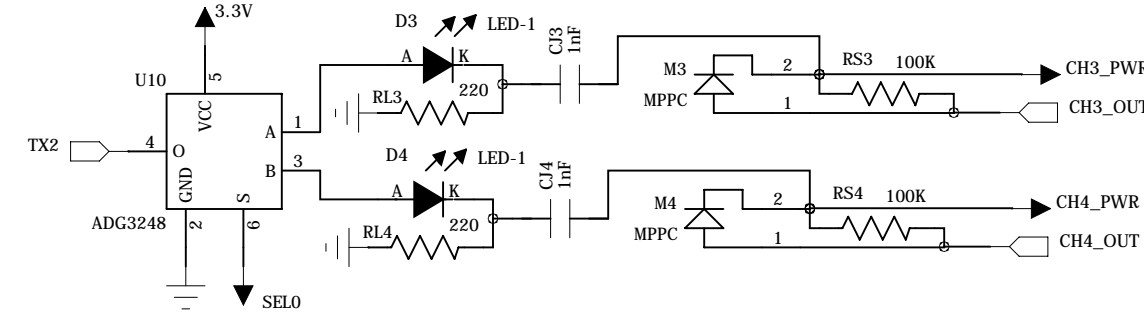 3.3V
D3
LED-1
CJ3
1nF
U10
5
VCC
A
K
220
RL3
M3
MPPC
2
1
RS3
100K
CH3_PWR
CH3_OUT
TX2
4
O
A
1
B
3
GND
S
ADG3248
2
6
SEL0
D4
LED-1
CJ4
1nF
A
K
220
RL4
M4
MPPC
2
1
RS4
100K
CH4_PWR
CH4_OUT